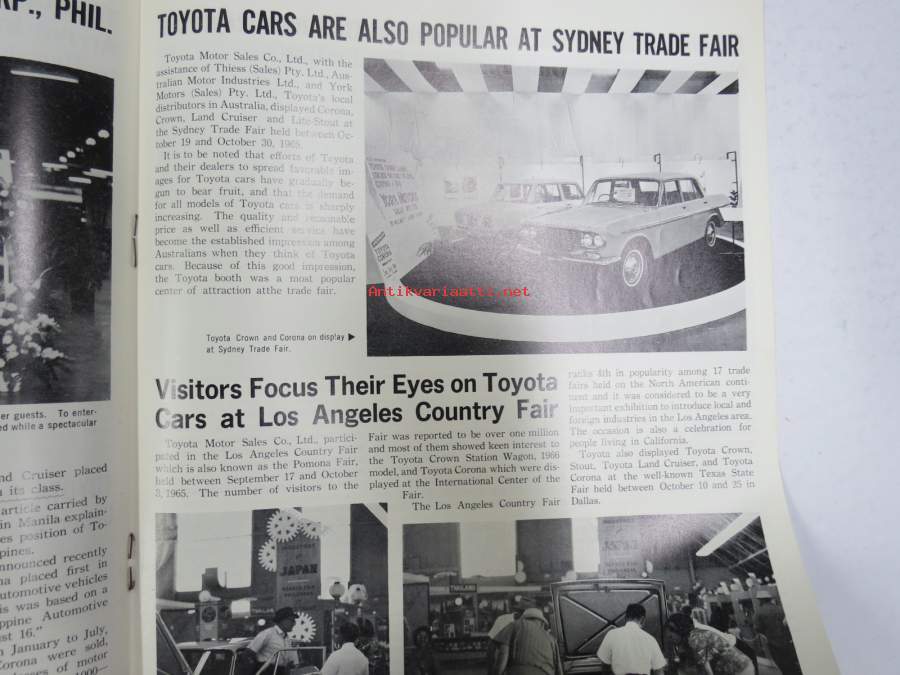 RP., PHIL.
er guests. To enter-
ed while a spectacular
nd Cruiser placed
its class.
article carried by
in Manila explain-
es position of To-
pines.
nnounced recently
na placed first in
automotive vehicles
is was based on a
ppine Automotive
ust 16."
m January to July,
Corona were sold,
of motor
TOYOTA CARS ARE ALSO POPULAR AT SYDNEY TRADE FAIR
Toyota Motor Sales Co., Ltd., with the
assistance of Thiess (Sales) Pty. Ltd., Aus-
tralian Motor Industries Ltd., and York
Motors (Sales) Pty. Ltd., Toyota's local
distributors in Australia, displayed Corona,
Crown, Land Cruiser and Lite-Stout at
the Sydney Trade Fair held between Oc-
tober 19 and October 30, 1965.
It is to be noted that efforts of Toyota
and their dealers to spread favorable im-
ages for Toyota cars have gradually be-
gun to bear fruit, and that the demand
for all models of Toyota cars is sharply
increasing. The quality and reasonable
price as well as efficient service have
become the established impression among
Australians when they think of Toyota
cars. Because of this good impression,
the Toyota booth was a most popular
center of attraction atthe trade fair.
Toyota Crown and Corona on display ▶
at Sydney Trade Fair.
YORK MOTORS
TOYOTA
CORONA
Antikvariaatti.net
Visitors Focus Their Eyes on Toyota
Cars at Los Angeles Country Fair
Toyota Motor Sales Co., Ltd., partici-
pated in the Los Angeles Country Fair
which is also known as the Pomona Fair,
held between September 17 and October
3, 1965. The number of visitors to the
Fair was reported to be over one million
and most of them showed keen interest to
the Toyota Crown Station Wagon, 1966
model, and Toyota Corona which were dis-
played at the International Center of the
Fair.
The Los Angeles Country Fair
ranks 4th in popularity among 17 trade
fairs held on the North American conti-
nent and it was considered to be a very
important exhibition to introduce local and
foreign industries in the Los Angeles area.
The occasion is also a celebration for
people living in California.
Toyota also displayed Toyota Crown,
Stout, Toyota Land Cruiser, and Toyota
Corona at the well-known Texas State
Fair held between October 10 and 25 in
Dallas.
JAPAN
THAILAND
JAPAN